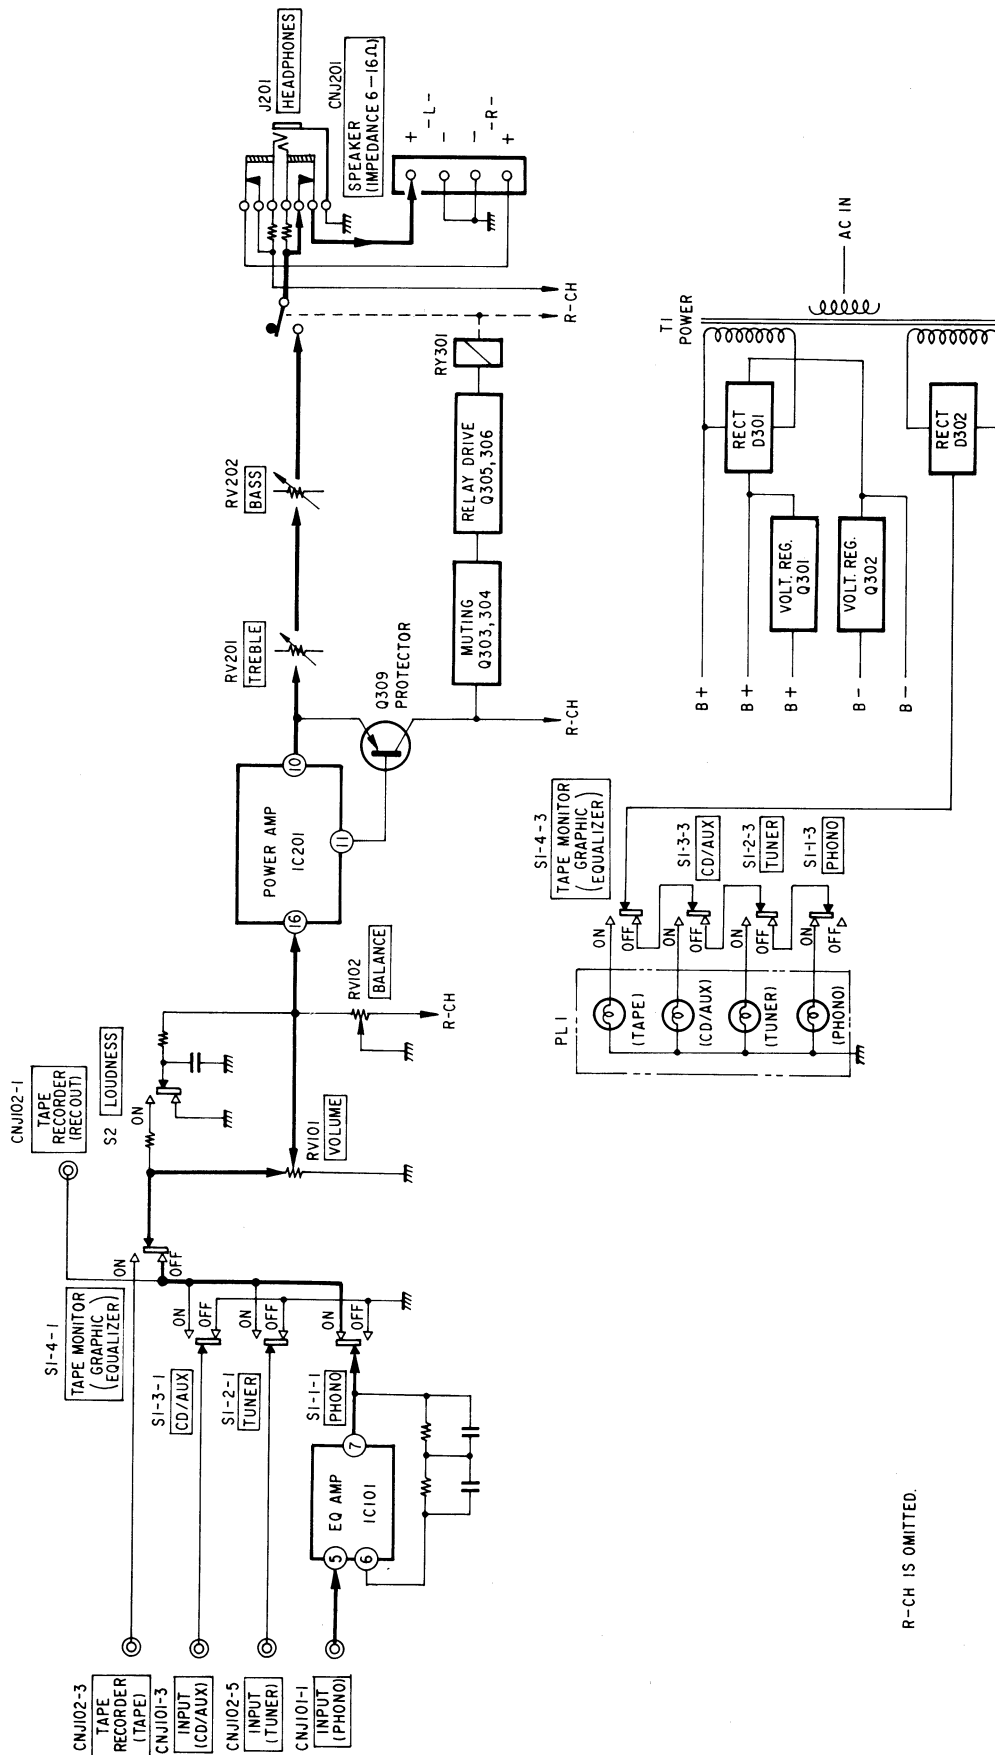 CNJ102-3
TAPE
RECORDER
(TAPE)
CNJ101-3
INPUT
(CD/AUX)
CNJ102-5
INPUT
(TUNER)
CNJ101-1
INPUT
(PHONO)
S1-4-1
TAPE MONITOR
(GRAPHIC
EQUALIZER)
ON
OFF
S1-3-1
CD/AUX
ON
OFF
S1-2-1
TUNER
ON
OFF
S1-1-1
PHONO
ON
OFF
5
6
EQ AMP
IC101
7
CNJ102-1
TAPE
RECORDER
(REC OUT)
S2
LOUDNESS
ON
RV101
VOLUME
RV102
BALANCE
R-CH
16
POWER AMP
IC201
10
11
Q309
PROTECTOR
R-CH
RV201
TREBLE
RV202
BASS
MUTING
Q303,304
RELAY DRIVE
Q305,306
RY301
R-CH
J201
HEADPHONES
CNJ201
SPEAKER
(IMPEDANCE 6-16Ω)
+
-L-
-
-
-R-
+
PL1
(TAPE)
(CD/AUX)
(TUNER)
(PHONO)
S1-4-3
TAPE MONITOR
(GRAPHIC
EQUALIZER)
ON
OFF
S1-3-3
CD/AUX
ON
OFF
S1-2-3
TUNER
ON
OFF
S1-1-3
PHONO
ON
OFF
B+
B+
B+
B-
B-
VOLT. REG.
Q301
VOLT. REG.
Q302
RECT
D301
RECT
D302
T1
POWER
AC IN
R-CH IS OMITTED.